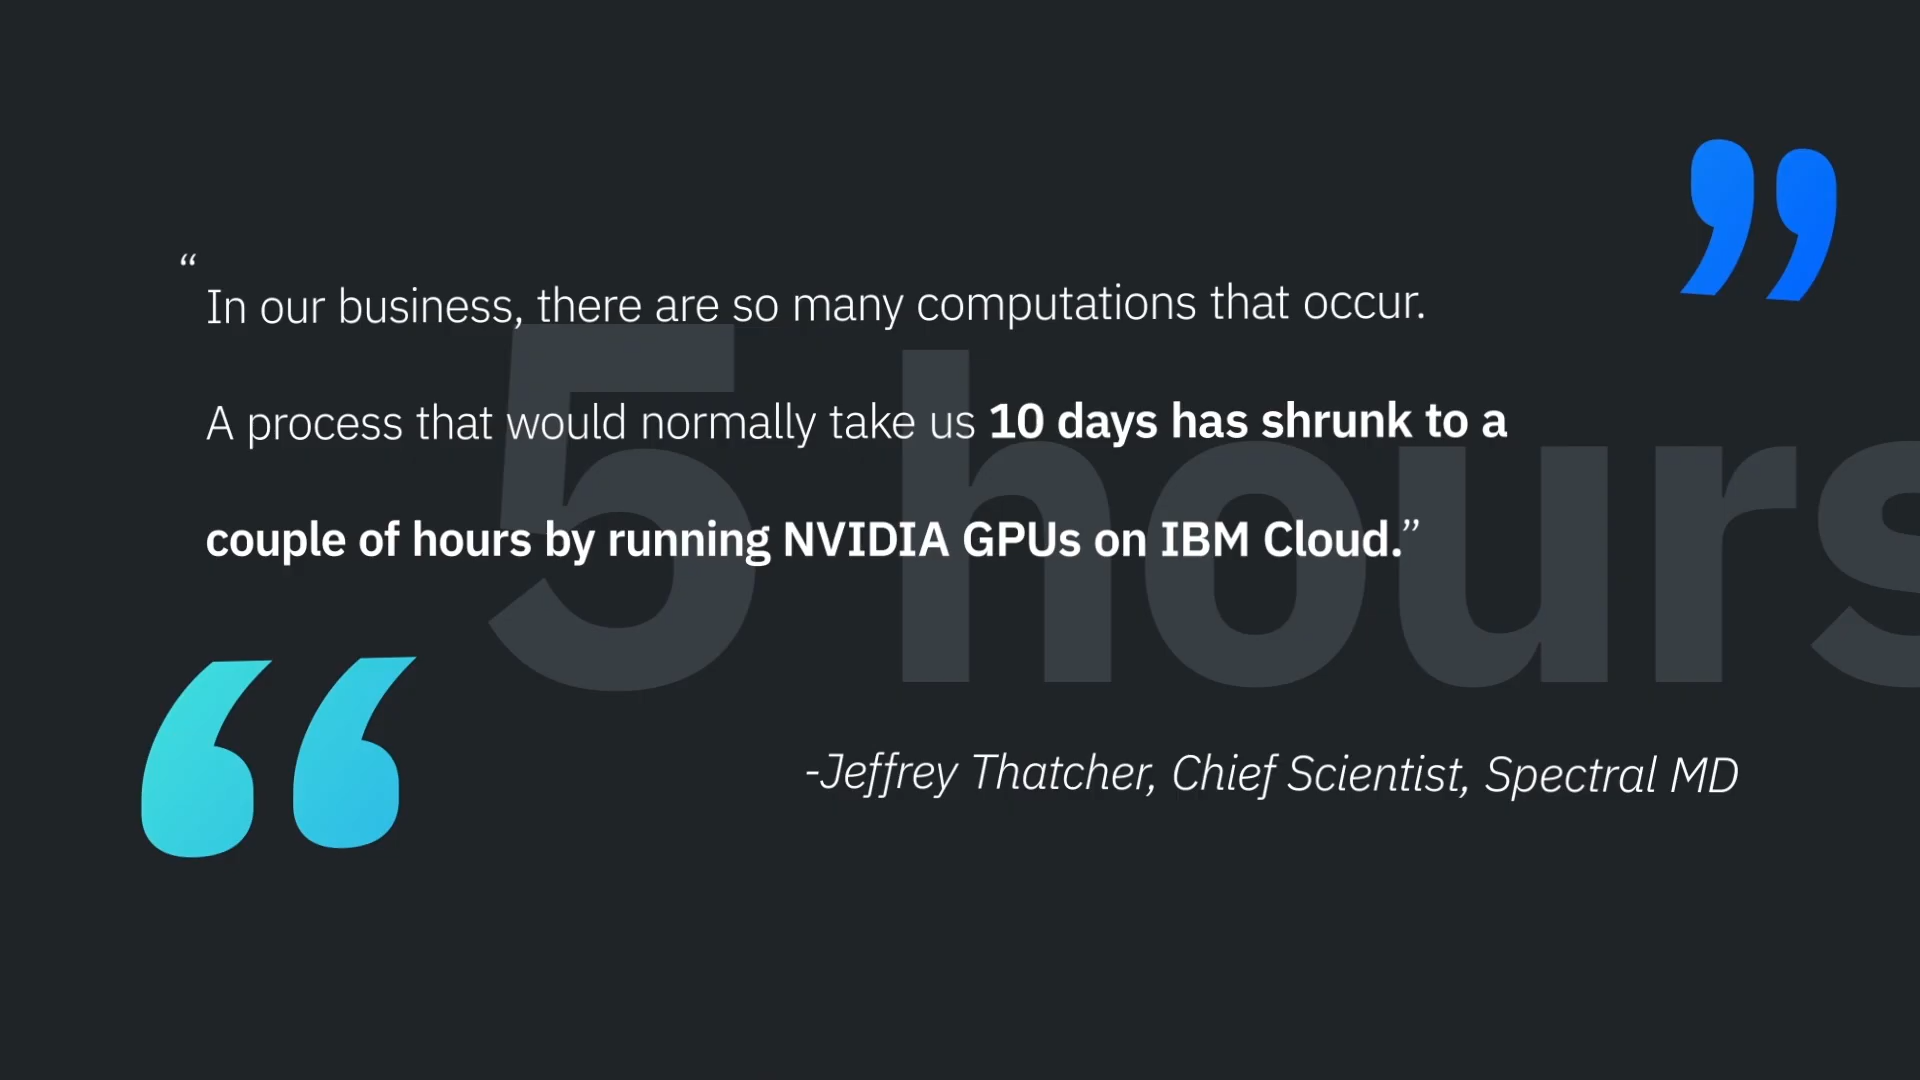 “In our business, there are so many computations that occur.
A process that would normally take us 10 days has shrunk to a
couple of hours by running NVIDIA GPUs on IBM Cloud.”
5 hours
-Jeffrey Thatcher, Chief Scientist, Spectral MD